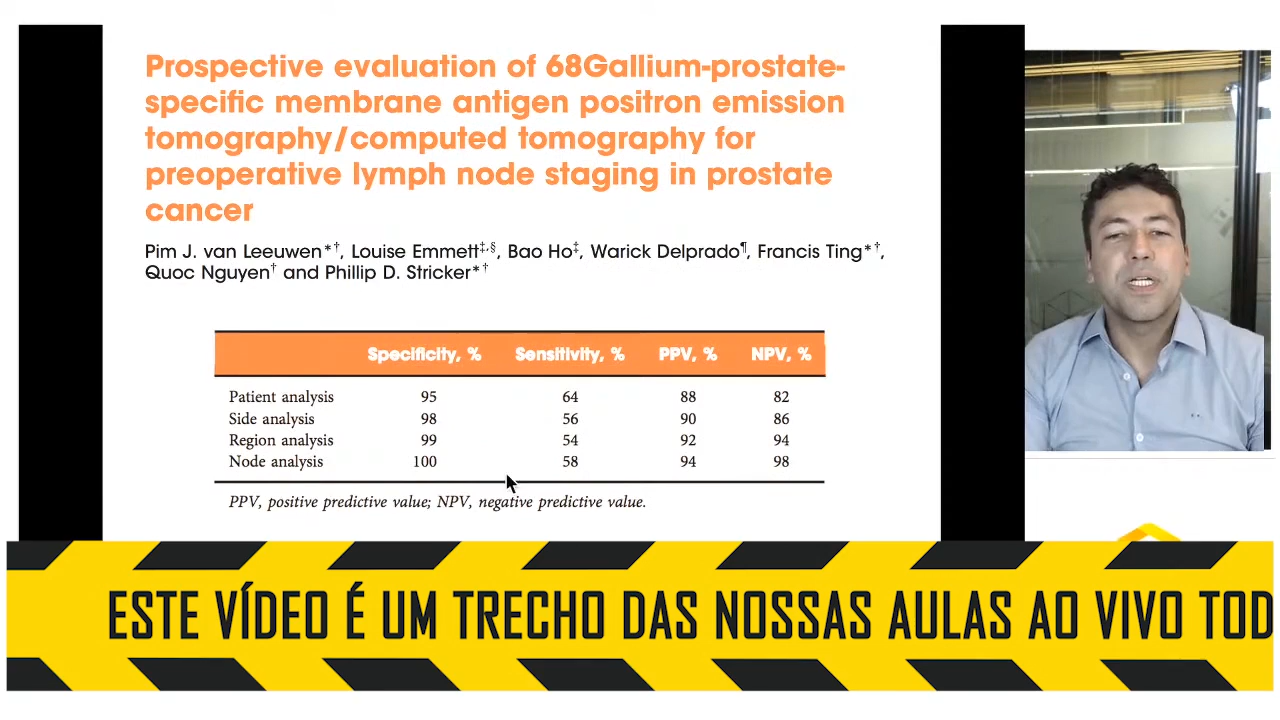 Prospective evaluation of 68Gallium-prostate-
specific membrane antigen positron emission
tomography/computed tomography for
preoperative lymph node staging in prostate
cancer
Pim J. van Leeuwen*†, Louise Emmett‡,§, Bao Ho‡, Warick Delprado¶, Francis Ting*†,
Quoc Nguyen† and Phillip D. Stricker*†
Specificity, % Sensitivity, % PPV, % NPV, %
Patient analysis 95 64 88 82
Side analysis 98 56 90 86
Region analysis 99 54 92 94
Node analysis 100 58 94 98
PPV, positive predictive value; NPV, negative predictive value.
ESTE VÍDEO É UM TRECHO DAS NOSSAS AULAS AO VIVO TOD